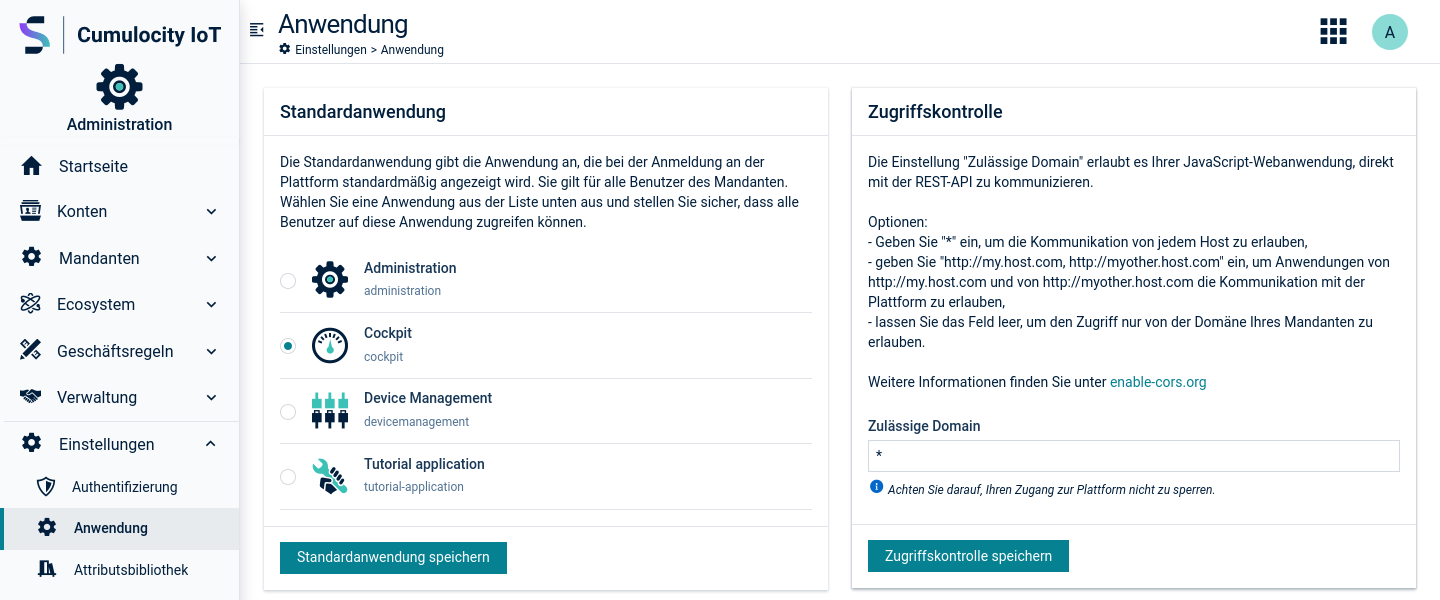 Cumulocity IoT
Administration
Startseite
Konten
Mandanten
Ecosystem
Geschäftsregeln
Verwaltung
Einstellungen
Authentifizierung
Anwendung
Attributsbibliothek
Anwendung
Einstellungen > Anwendung
A
Standardanwendung
Die Standardanwendung gibt die Anwendung an, die bei der Anmeldung an der
Plattform standardmäßig angezeigt wird. Sie gilt für alle Benutzer des Mandanten.
Wählen Sie eine Anwendung aus der Liste unten aus und stellen Sie sicher, dass alle
Benutzer auf diese Anwendung zugreifen können.
Administration
administration
Cockpit
cockpit
Device Management
devicemanagement
Tutorial application
tutorial-application
Standardanwendung speichern
Zugriffskontrolle
Die Einstellung "Zulässige Domain" erlaubt es Ihrer JavaScript-Webanwendung, direkt
mit der REST-API zu kommunizieren.
Optionen:
- Geben Sie "*" ein, um die Kommunikation von jedem Host zu erlauben,
- geben Sie "http://my.host.com, http://myother.host.com" ein, um Anwendungen von
http://my.host.com und von http://myother.host.com die Kommunikation mit der
Plattform zu erlauben,
- lassen Sie das Feld leer, um den Zugriff nur von der Domäne Ihres Mandanten zu
erlauben.
Weitere Informationen finden Sie unter enable-cors.org
Zulässige Domain
*
Achten Sie darauf, Ihren Zugang zur Plattform nicht zu sperren.
Zugriffskontrolle speichern